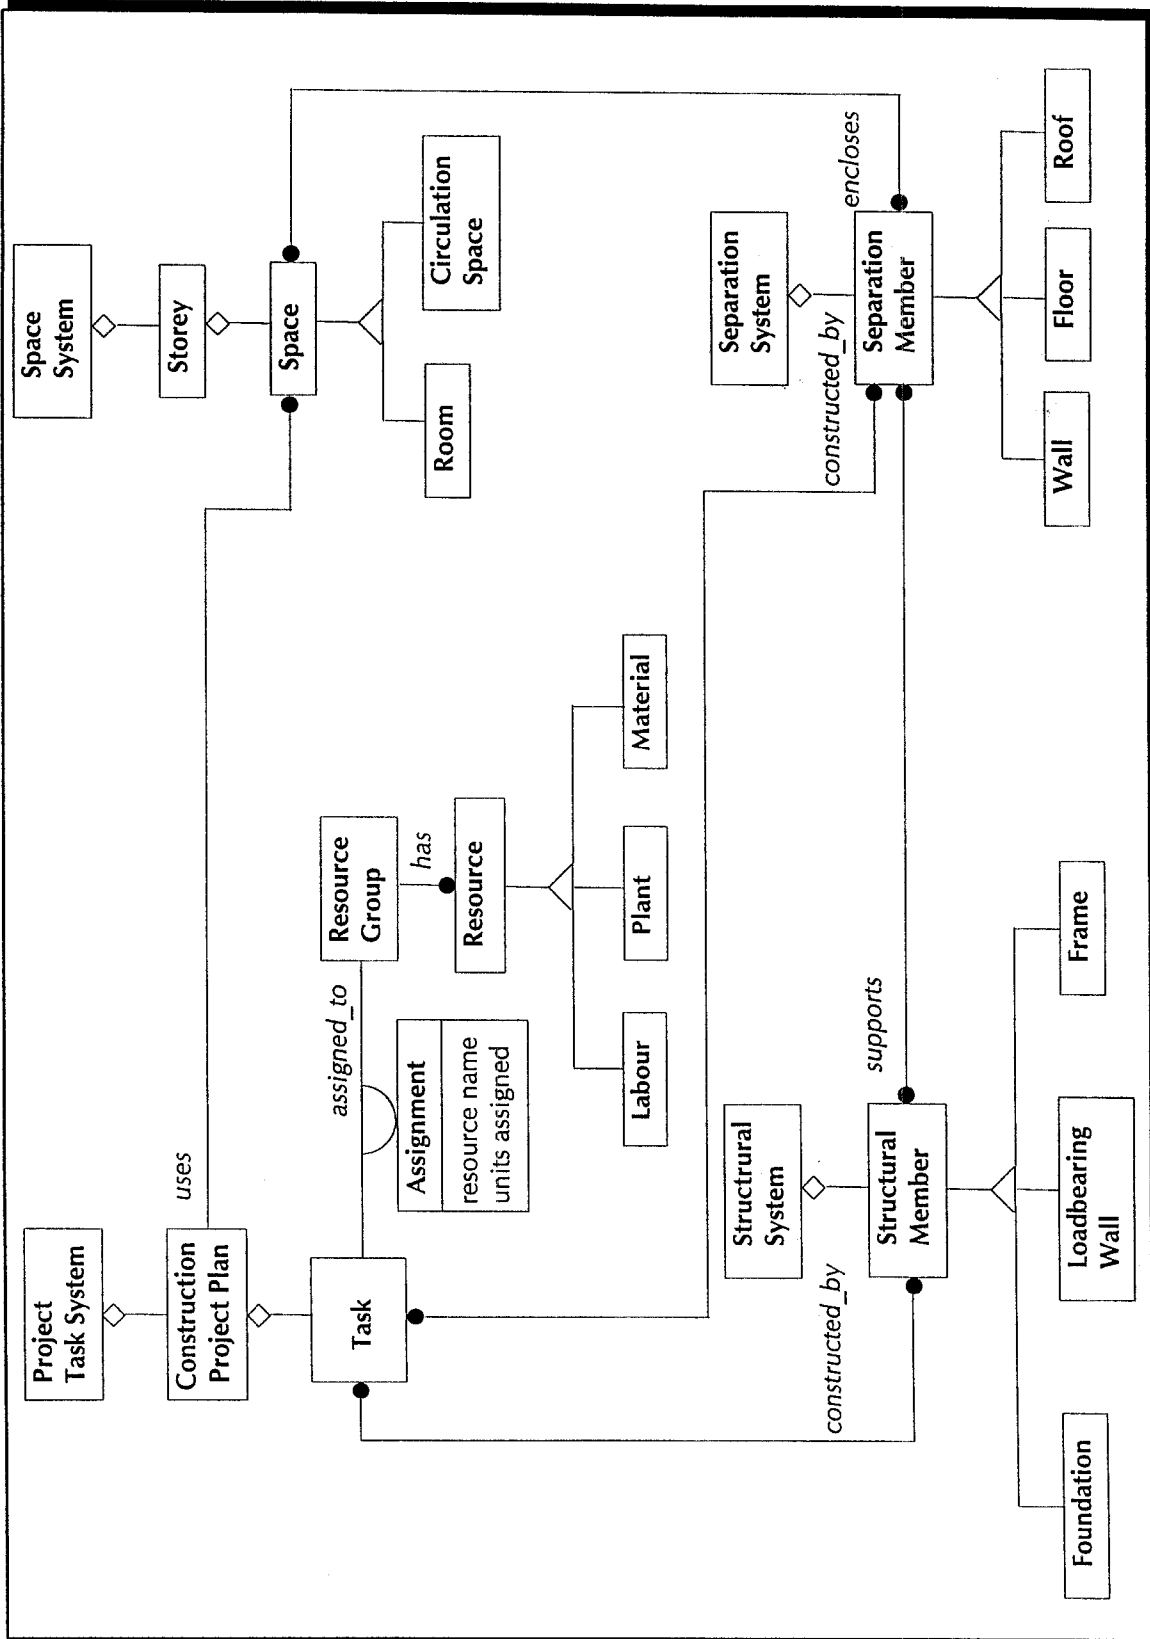 Project
Task System
Construction
Project Plan
uses
Task
assigned_to
Assignment
resource name
units assigned
Resource
Group
has
Resource
Labour
Plant
Material
Space
System
Storey
Space
Room
Circulation
Space
constructed_by
Structrural
System
Structural
Member
supports
Foundation
Loadbearing
Wall
Frame
constructed_by
Separation
System
Separation
Member
encloses
Wall
Floor
Roof